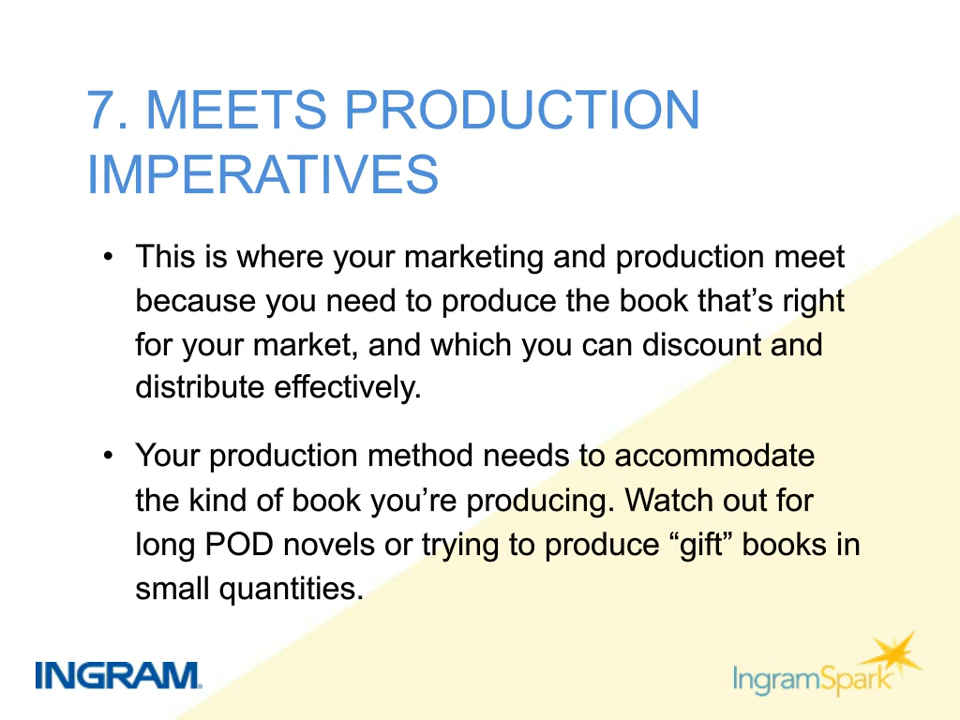 7. MEETS PRODUCTION
IMPERATIVES
• This is where your marketing and production meet
because you need to produce the book that’s right
for your market, and which you can discount and
distribute effectively.
• Your production method needs to accommodate
the kind of book you’re producing. Watch out for
long POD novels or trying to produce “gift” books in
small quantities.
INGRAM
IngramSpark